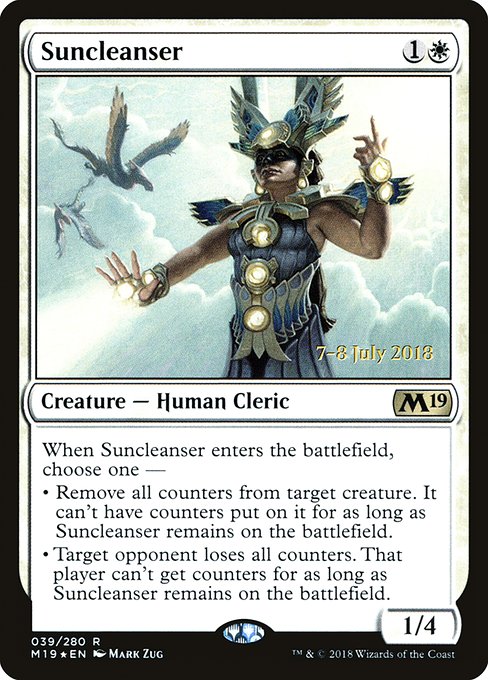 Suncleanser 1
7–8 July 2018
Creature — Human Cleric M19
When Suncleanser enters the battlefield,
choose one —
• Remove all counters from target creature. It
can't have counters put on it for as long as
Suncleanser remains on the battlefield.
• Target opponent loses all counters. That
player can't get counters for as long as
Suncleanser remains on the battlefield.
1/4
039/280 R
M19 ★ EN Mark Zug
™ & © 2018 Wizards of the Coast